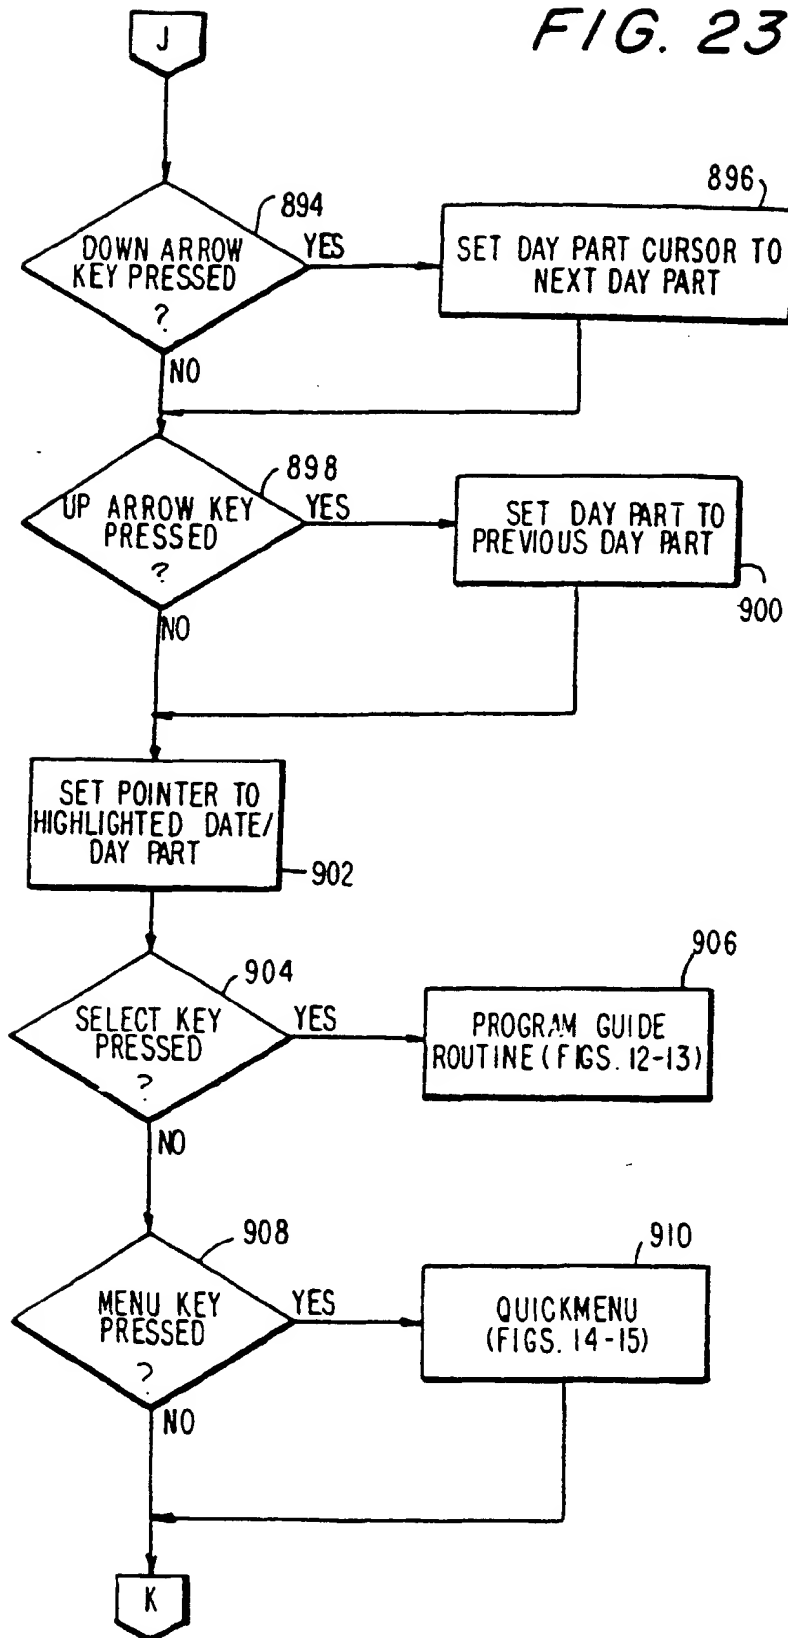 FIG. 23
J
894
DOWN ARROW
KEY PRESSED
?
YES
896
SET DAY PART CURSOR TO
NEXT DAY PART
NO
898
UP ARROW KEY
PRESSED
?
YES
SET DAY PART TO
PREVIOUS DAY PART
900
NO
SET POINTER TO
HIGHLIGHTED DATE/
DAY PART
902
904
SELECT KEY
PRESSED
?
YES
906
PROGRAM GUIDE
ROUTINE (FIGS. 12-13)
NO
908
MENU KEY
PRESSED
?
YES
910
QUICKMENU
(FIGS. 14-15)
NO
K